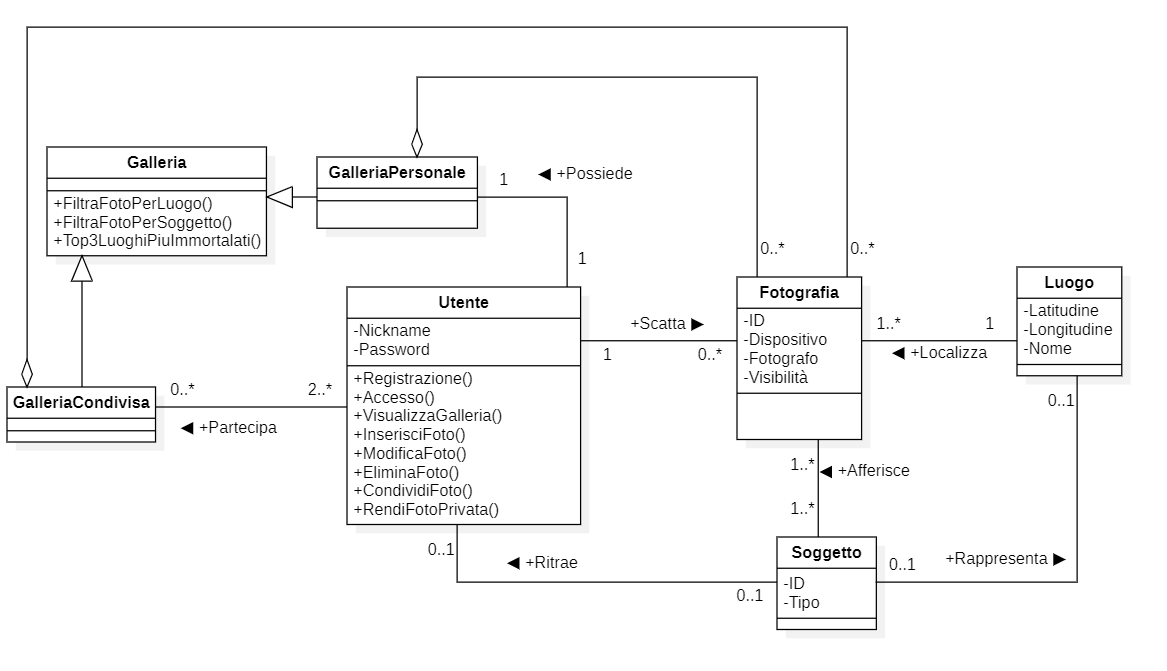 Galleria
+FiltraFotoPerLuogo()
+FiltraFotoPerSoggetto()
+Top3LuoghiPiuImmortalati()
GalleriaPersonale
1
◀ +Possiede
1
0..*
0..*
Utente
-Nickname
-Password
+Registrazione()
+Accesso()
+VisualizzaGalleria()
+InserisciFoto()
+ModificaFoto()
+EliminaFoto()
+CondividiFoto()
+RendiFotoPrivata()
+Scatta ▶
1
0..*
Fotografia
-ID
-Dispositivo
-Fotografo
-Visibilità
1..*
1
◀ +Localizza
Luogo
-Latitudine
-Longitudine
-Nome
0..1
GalleriaCondivisa
0..*
2..*
◀ +Partecipa
1..*
◀ +Afferisce
1..*
0..1
◀ +Ritrae
0..1
Soggetto
-ID
-Tipo
0..1
+Rappresenta ▶